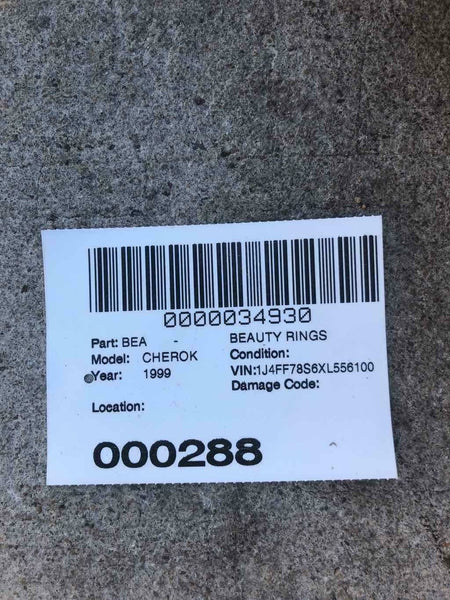 0000034930
Part: BEA - BEAUTY RINGS
Model: CHEROK Condition:
Year: 1999 VIN:1J4FF78S6XL556100
Damage Code:
Location:
000288